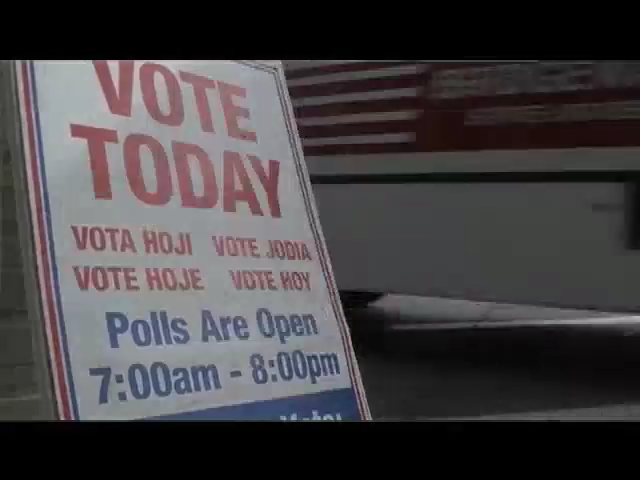 VOTE
TODAY
VOTA HOJI VOTE JODIA
VOTE HOJE VOTE HOY
Polls Are Open
7:00am - 8:00pm